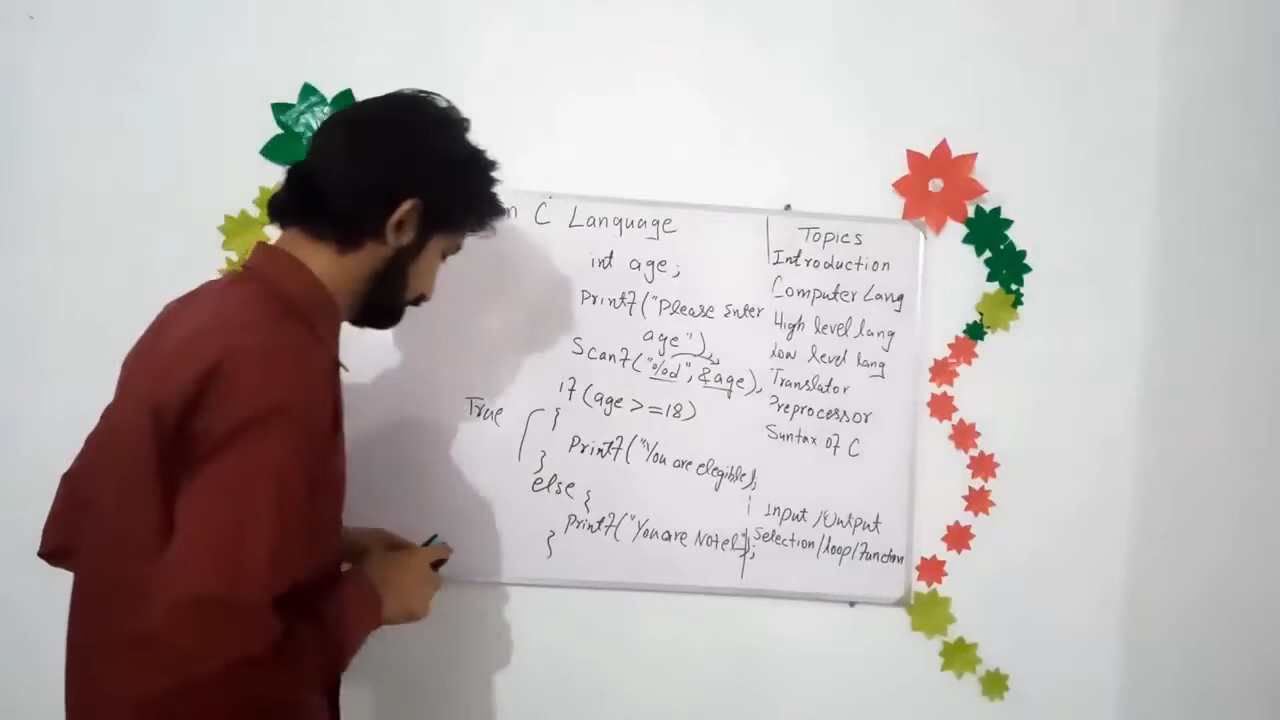 n C Language
int age;
Printf("Please Enter
age")
Scanf("%d", &age),
if (age >=18)
True
{
Printf("You are elegible);
}
else {
Printf("You are Not el");
}
Topics
Introduction
Computer Lang
High level lang
Low level lang
Translator
Preprocessor
Suntax of C
Input /Output
Selection/loop/Function